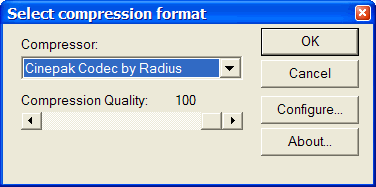 Select compression format
Compressor:
Cinepak Codec by Radius
Compression Quality: 100
OK
Cancel
Configure...
About...